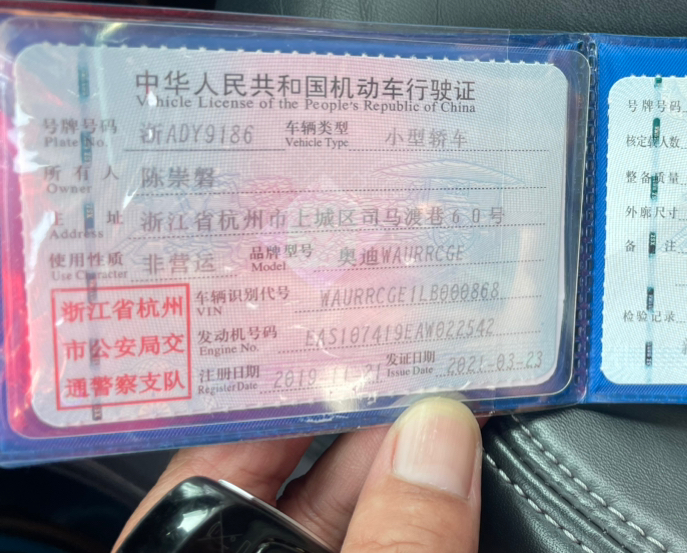 中华人民共和国机动车行驶证
Vehicle License of the People's Republic of China
号牌号码 浙ADY9186 车辆类型 小型轿车
Plate No. Vehicle Type
所有人 陈崇磐
Owner
住址 浙江省杭州市上城区司马渡巷60号
Address
使用性质 非营运 品牌型号 奥迪WAURRCGE
Use Character Model
浙江省杭州
市公安局交
通警察支队
车辆识别代号 WAURRCGE1LB000868
VIN
发动机号码 EAS107419EAW022542
Engine No.
注册日期 2019-11-21 发证日期 2021-03-23
Register Date Issue Date
号牌号码
核定载人数
整备质量
外廓尺寸
备注
检验记录